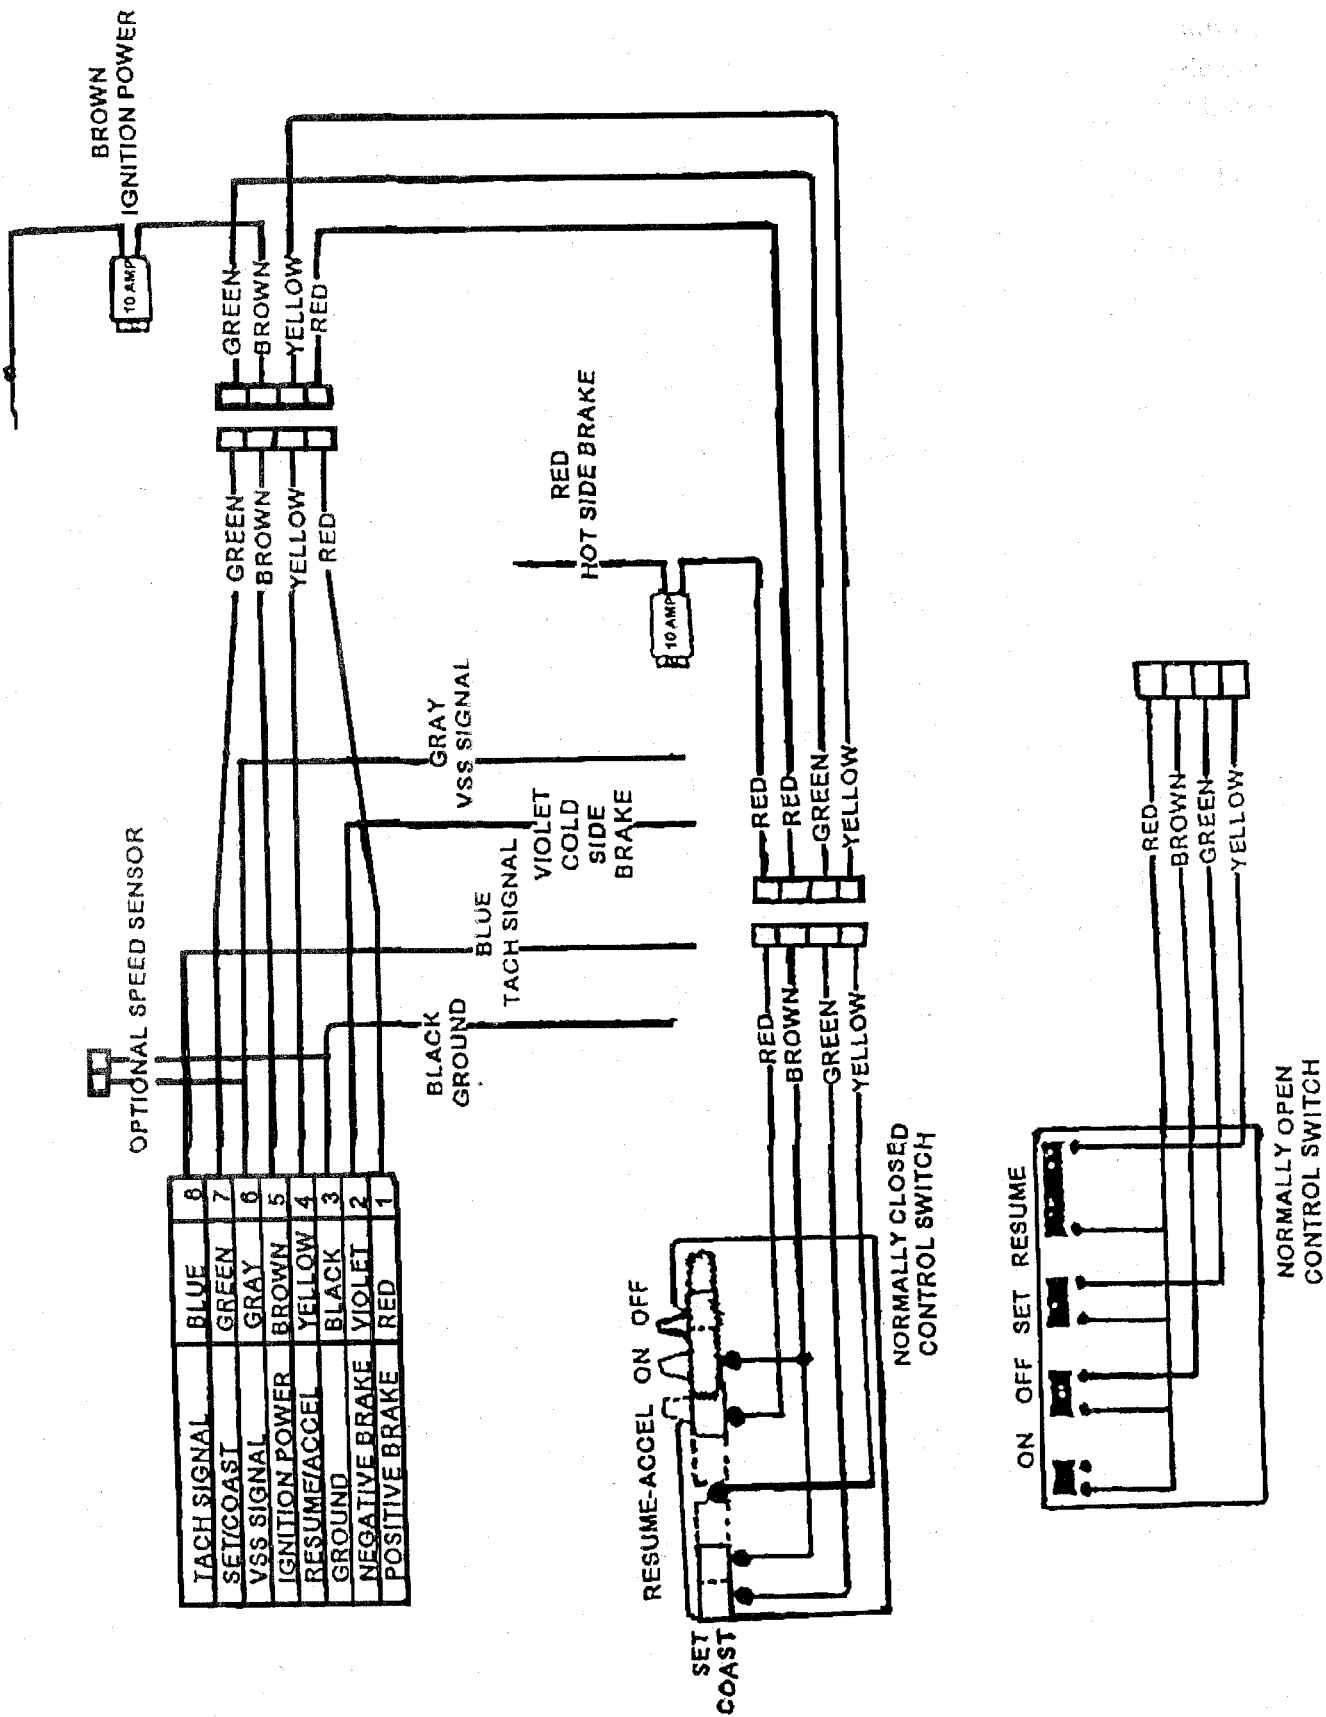 BROWN
IGNITION POWER
10 AMP
GREEN
BROWN
YELLOW
RED
GREEN
BROWN
YELLOW
RED
RED
HOT SIDE BRAKE
10 AMP
GRAY
VSS SIGNAL
VIOLET
COLD
SIDE
BRAKE
BLUE
TACH SIGNAL
BLACK
GROUND
OPTIONAL SPEED SENSOR
TACH SIGNAL BLUE 8
SET/COAST GREEN 7
VSS SIGNAL GRAY 6
IGNITION POWER BROWN 5
RESUME/ACCEL YELLOW 4
GROUND BLACK 3
NEGATIVE BRAKE VIOLET 2
POSITIVE BRAKE RED 1
RED
RED
GREEN
YELLOW
RED
BROWN
GREEN
YELLOW
RESUME-ACCEL ON OFF
SET
COAST
NORMALLY CLOSED
CONTROL SWITCH
RED
BROWN
GREEN
YELLOW
ON OFF SET RESUME
NORMALLY OPEN
CONTROL SWITCH